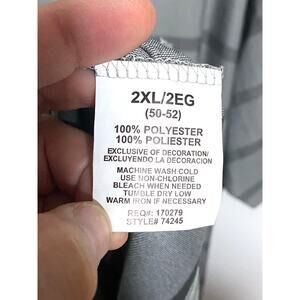 2XL/2EG
(50-52)
100% POLYESTER
100% POLIESTER
EXCLUSIVE OF DECORATION/
EXCLUYENDO LA DECORACION
MACHINE WASH COLD
USE NON-CHLORINE
BLEACH WHEN NEEDED
TUMBLE DRY LOW
WARM IRON IF NECESSARY
REQ#: 170279
STYLE# 74245